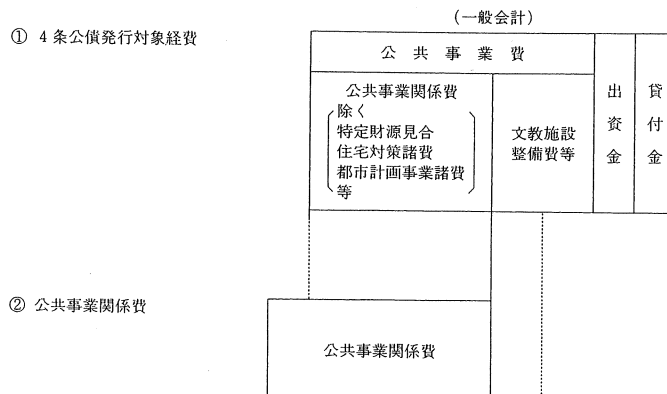 (一般会計)
① 4条公債発行対象経費
公共事業費
公共事業関係費
除く
特定財源見合
住宅対策諸費
都市計画事業諸費
等
文教施設
整備費等
出資金
貸付金
② 公共事業関係費
公共事業関係費